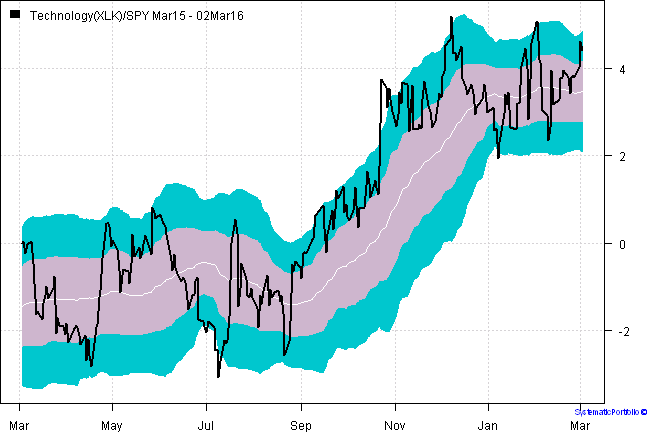 Technology(XLK)/SPY Mar15 - 02Mar16
4
2
0
-2
SystematicPortfolio ©
Mar May Jul Sep Nov Jan Mar